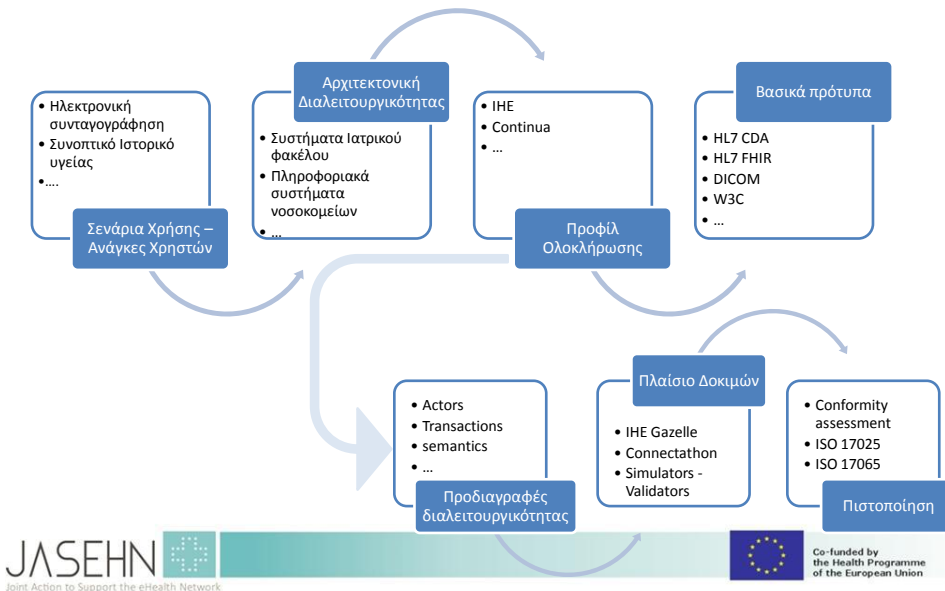 • Ηλεκτρονική
συνταγογράφηση
• Συνοπτικό Ιστορικό
υγείας
•….
Σενάρια Χρήσης –
Ανάγκες Χρηστών
Αρχιτεκτονική
Διαλειτουργικότητας
• Συστήματα Ιατρικού
φακέλου
• Πληροφοριακά
συστήματα
νοσοκομείων
• …
• IHE
• Continua
• …
Προφίλ
Ολοκλήρωσης
Βασικά πρότυπα
• HL7 CDA
• HL7 FHIR
• DICOM
• W3C
• …
• Actors
• Transactions
• semantics
• …
Προδιαγραφές
διαλειτουργικότητας
Πλαίσιο Δοκιμών
• IHE Gazelle
• Connectathon
• Simulators -
Validators
• Conformity
assessment
• ISO 17025
• ISO 17065
Πιστοποίηση
JASEHN
Joint Action to Support the eHealth Network
Co-funded by
the Health Programme
of the European Union